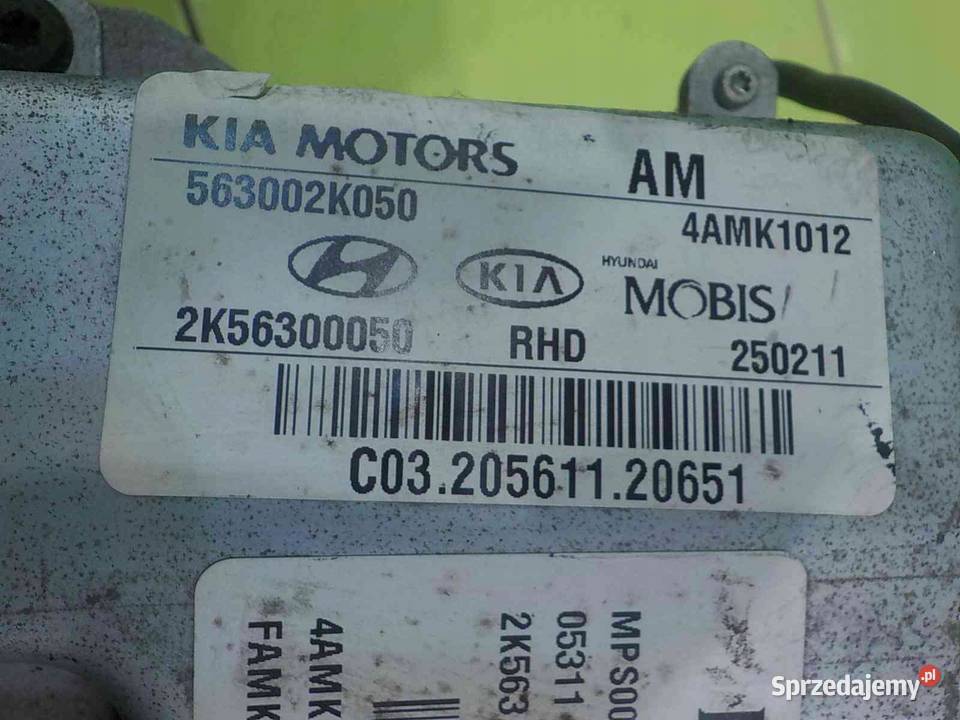 KIA MOTORS AM
563002K050 4AMK1012
KIA HYUNDAI MOBIS
2K56300050 RHD 250211
C03.205611.20651
4AMK
FAMK
MPS00
05311
2K563
Sprzedajemy.pl